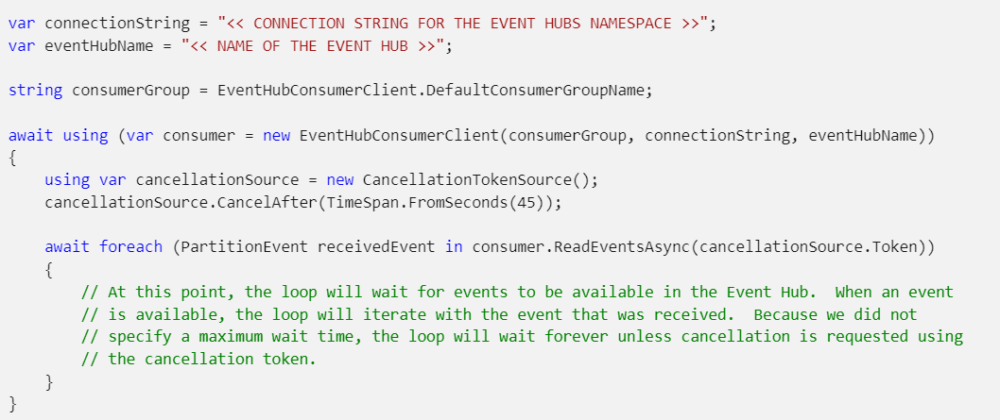 var connectionString = "<< CONNECTION STRING FOR THE EVENT HUBS NAMESPACE >>";
var eventHubName = "<< NAME OF THE EVENT HUB >>";

string consumerGroup = EventHubConsumerClient.DefaultConsumerGroupName;

await using (var consumer = new EventHubConsumerClient(consumerGroup, connectionString, eventHubName))
{
    using var cancellationSource = new CancellationTokenSource();
    cancellationSource.CancelAfter(TimeSpan.FromSeconds(45));

    await foreach (PartitionEvent receivedEvent in consumer.ReadEventsAsync(cancellationSource.Token))
    {
        // At this point, the loop will wait for events to be available in the Event Hub.  When an event
        // is available, the loop will iterate with the event that was received.  Because we did not
        // specify a maximum wait time, the loop will wait forever unless cancellation is requested using
        // the cancellation token.
    }
}